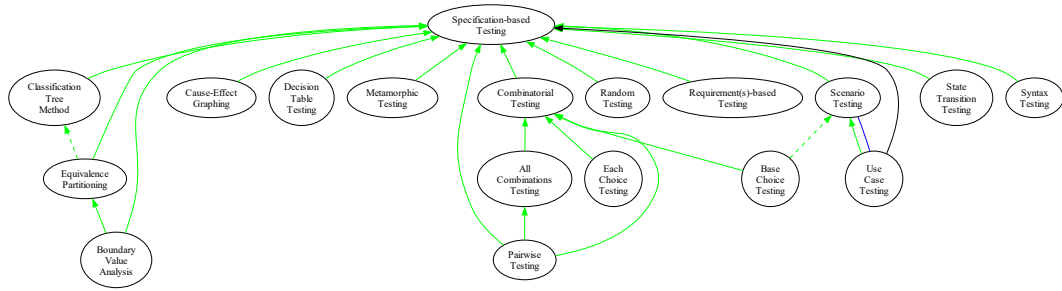 Specification-based
Testing
Classification
Tree
Method
Cause-Effect
Graphing
Decision
Table
Testing
Metamorphic
Testing
Combinatorial
Testing
Random
Testing
Requirement(s)-based
Testing
Scenario
Testing
State
Transition
Testing
Syntax
Testing
Equivalence
Partitioning
All
Combinations
Testing
Each
Choice
Testing
Base
Choice
Testing
Use
Case
Testing
Boundary
Value
Analysis
Pairwise
Testing